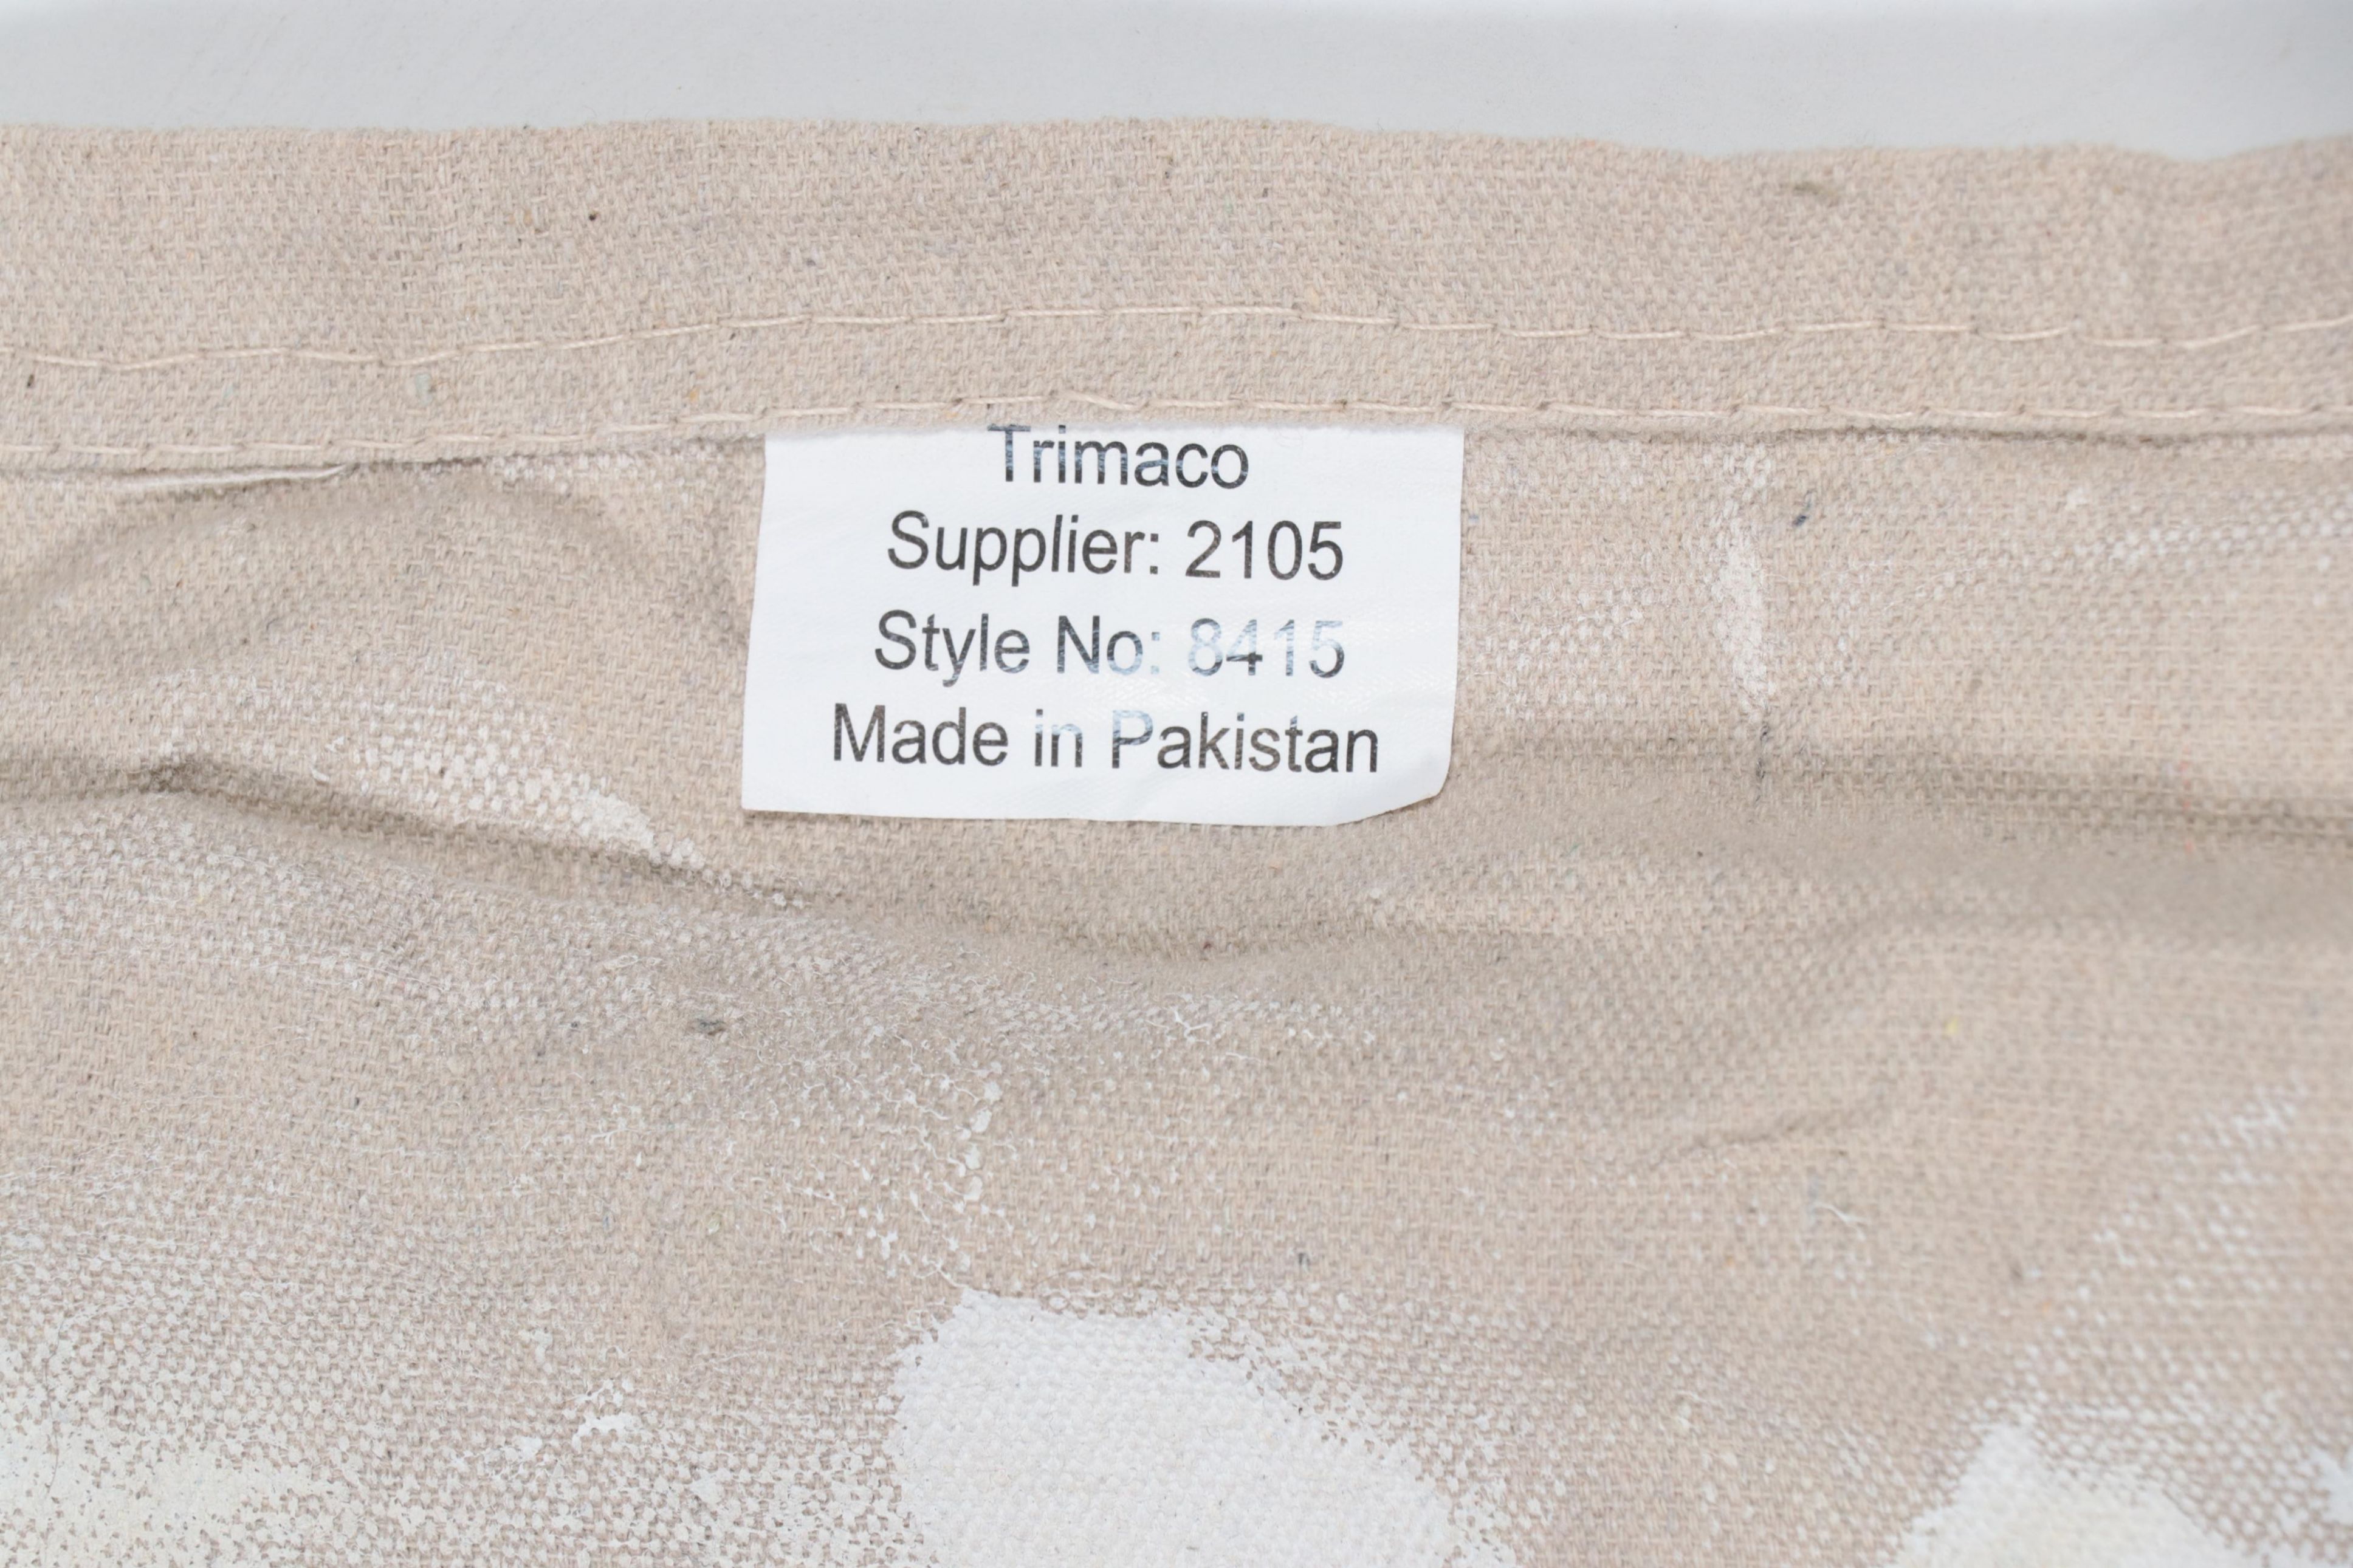 Trimaco
Supplier: 2105
Style No: 8415
Made in Pakistan